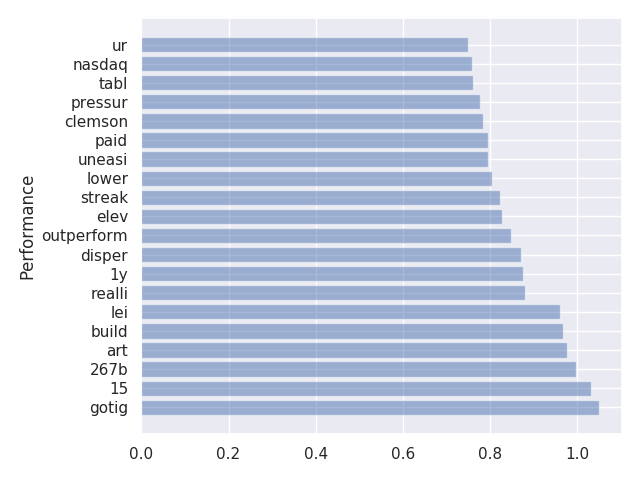 ur
nasdaq
tabl
pressur
clemson
paid
uneasi
lower
streak
elev
outperform
disper
1y
realli
lei
build
art
267b
15
gotig
Performance
0.0 0.2 0.4 0.6 0.8 1.0